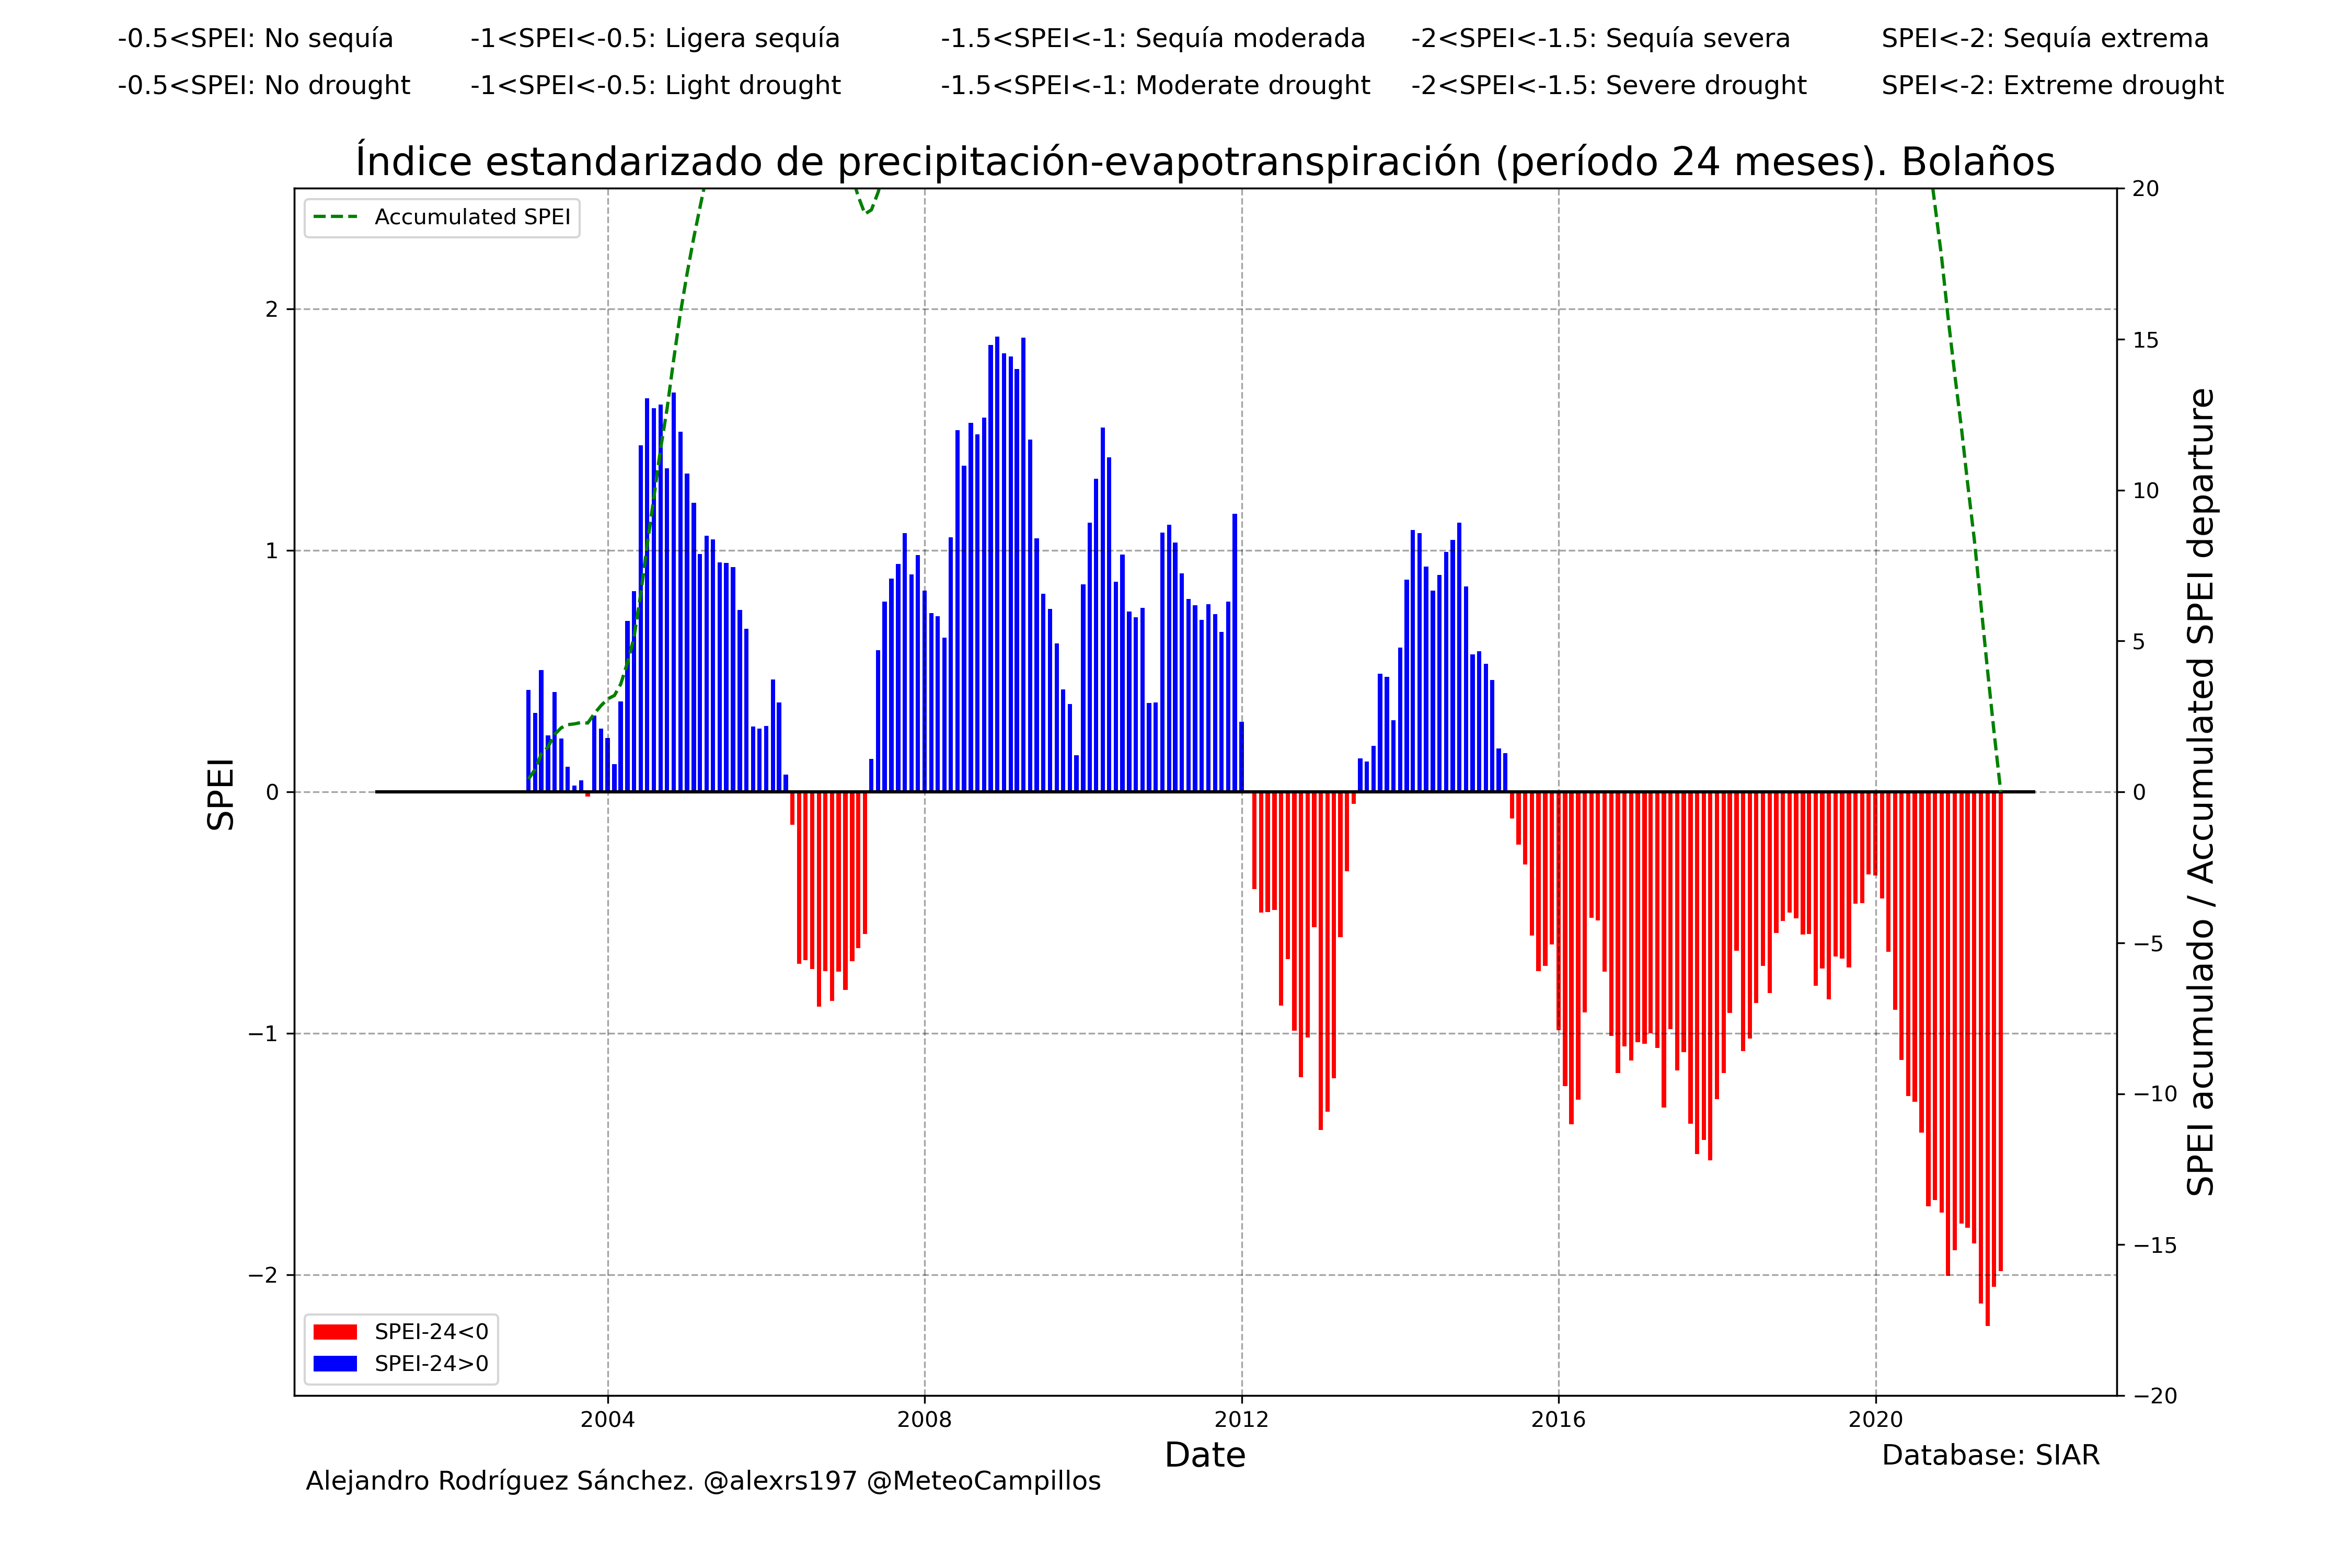 -0.5<SPEI: No sequía -1<SPEI<-0.5: Ligera sequía -1.5<SPEI<-1: Sequía moderada -2<SPEI<-1.5: Sequía severa SPEI<-2: Sequía extrema
-0.5<SPEI: No drought -1<SPEI<-0.5: Light drought -1.5<SPEI<-1: Moderate drought -2<SPEI<-1.5: Severe drought SPEI<-2: Extreme drought
Índice estandarizado de precipitación-evapotranspiración (período 24 meses). Bolaños
Accumulated SPEI
2
1
0
−1
−2
SPEI
20
15
10
5
0
−5
−10
−15
−20
SPEI acumulado / Accumulated SPEI departure
SPEI-24<0
SPEI-24>0
2004 2008 2012 2016 2020
Date
Database: SIAR
Alejandro Rodríguez Sánchez. @alexrs197 @MeteoCampillos